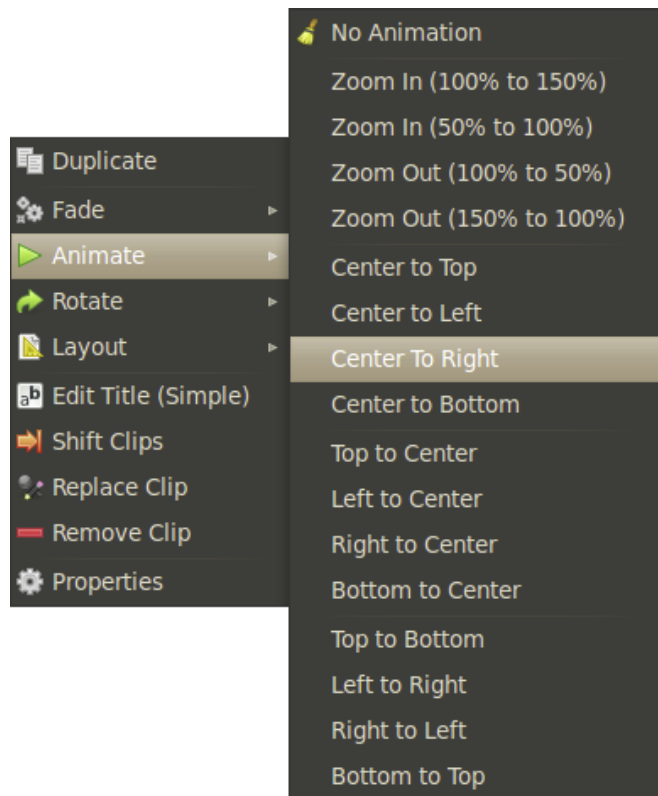 Duplicate
Fade
Animate
Rotate
Layout
Edit Title (Simple)
Shift Clips
Replace Clip
Remove Clip
Properties
No Animation
Zoom In (100% to 150%)
Zoom In (50% to 100%)
Zoom Out (100% to 50%)
Zoom Out (150% to 100%)
Center to Top
Center to Left
Center To Right
Center to Bottom
Top to Center
Left to Center
Right to Center
Bottom to Center
Top to Bottom
Left to Right
Right to Left
Bottom to Top